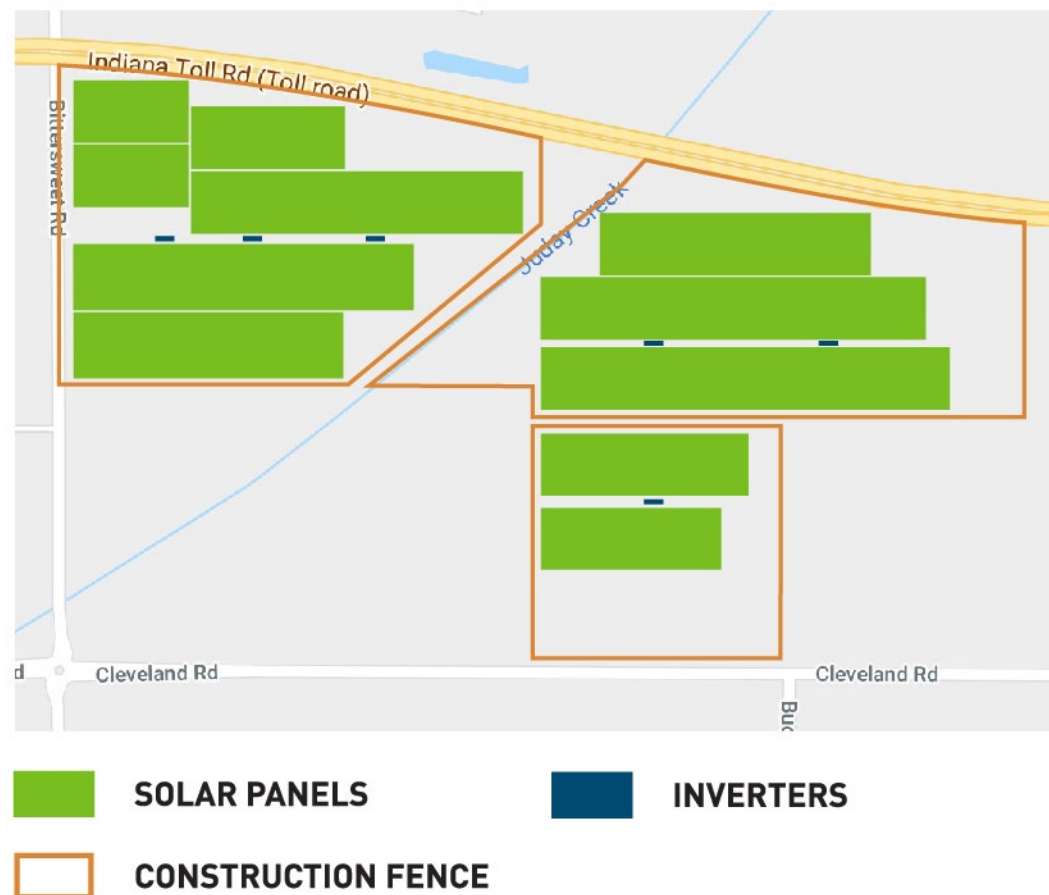 Indiana Toll Rd (Toll road)
Bittersweet Rd
Juday Creek
d
Cleveland Rd
Cleveland Rd
Buc
SOLAR PANELS
INVERTERS
CONSTRUCTION FENCE